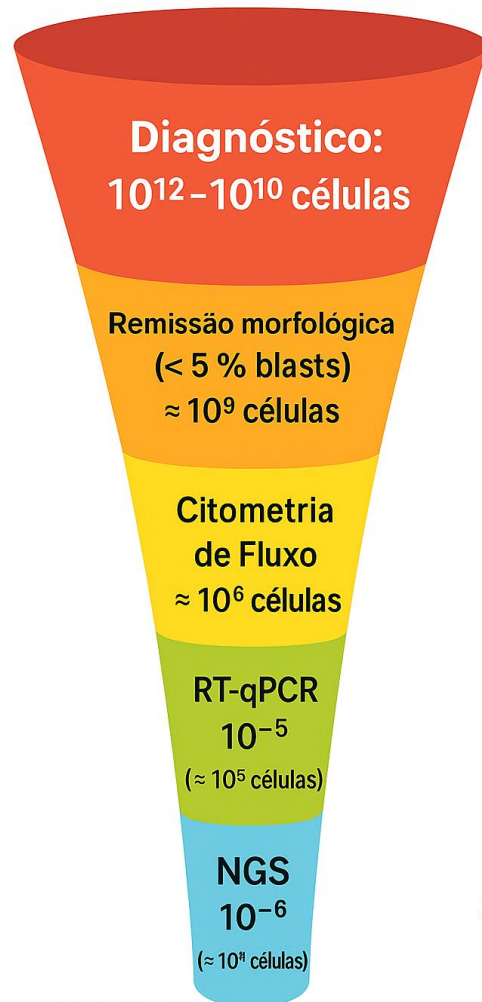 Diagnóstico:
10¹²–10¹⁰ células
Remissão morfológica
(< 5 % blasts)
≈ 10⁹ células
Citometria
de Fluxo
≈ 10⁶ células
RT-qPCR
10⁻⁵
(≈ 10⁵ células)
NGS
10⁻⁶
células)